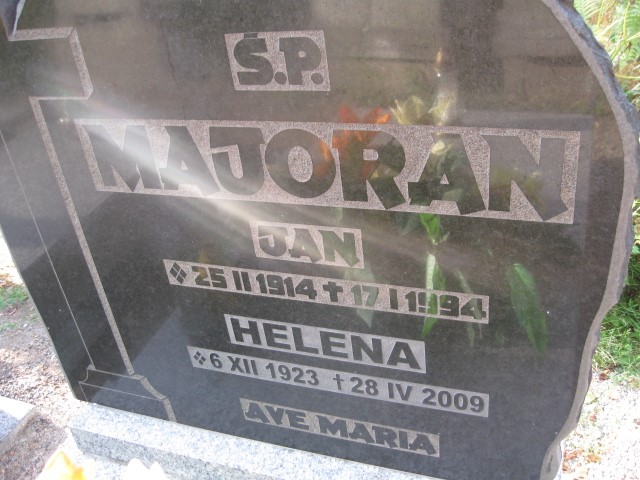 Ś.P.
MAJORAN
JAN
25 II 1914 + 17 I 1994
HELENA
6 XII 1923 + 28 IV 2009
AVE MARIA